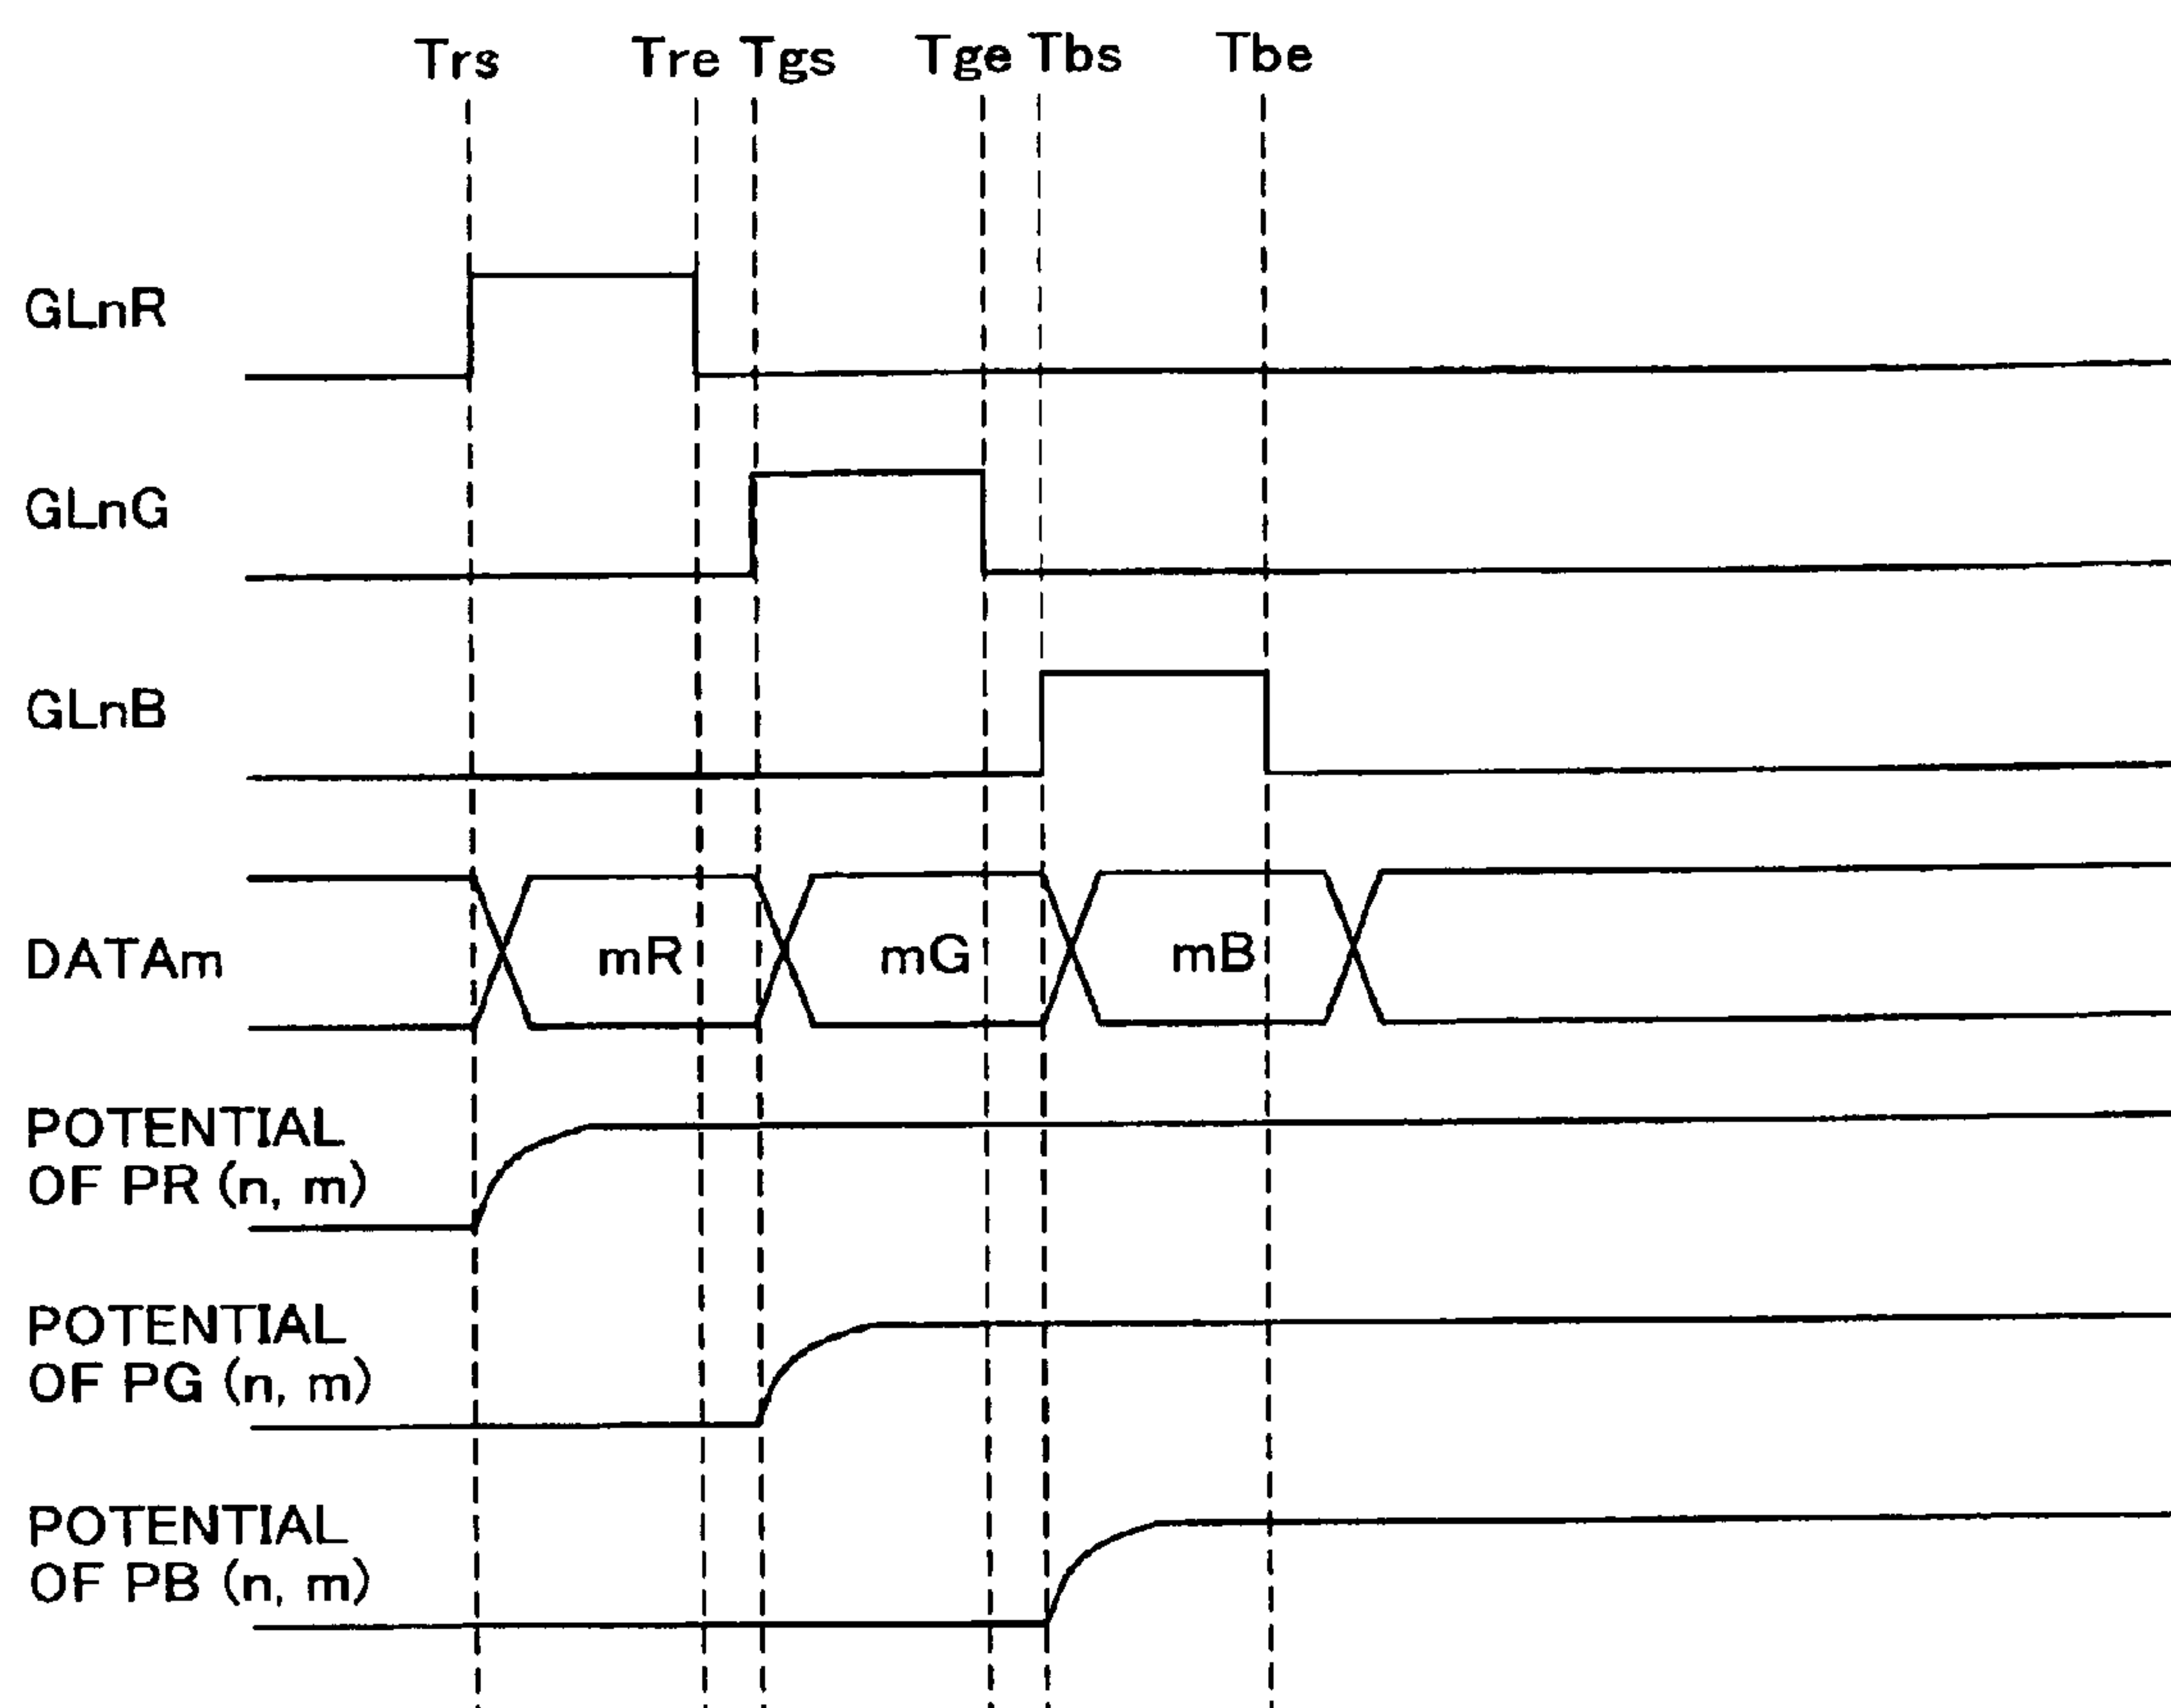 Trs Tre Tgs Tge Tbs Tbe
GLnR
GLnG
GLnB
DATAm mR mG mB
POTENTIAL
OF PR (n, m)
POTENTIAL
OF PG (n, m)
POTENTIAL
OF PB (n, m)